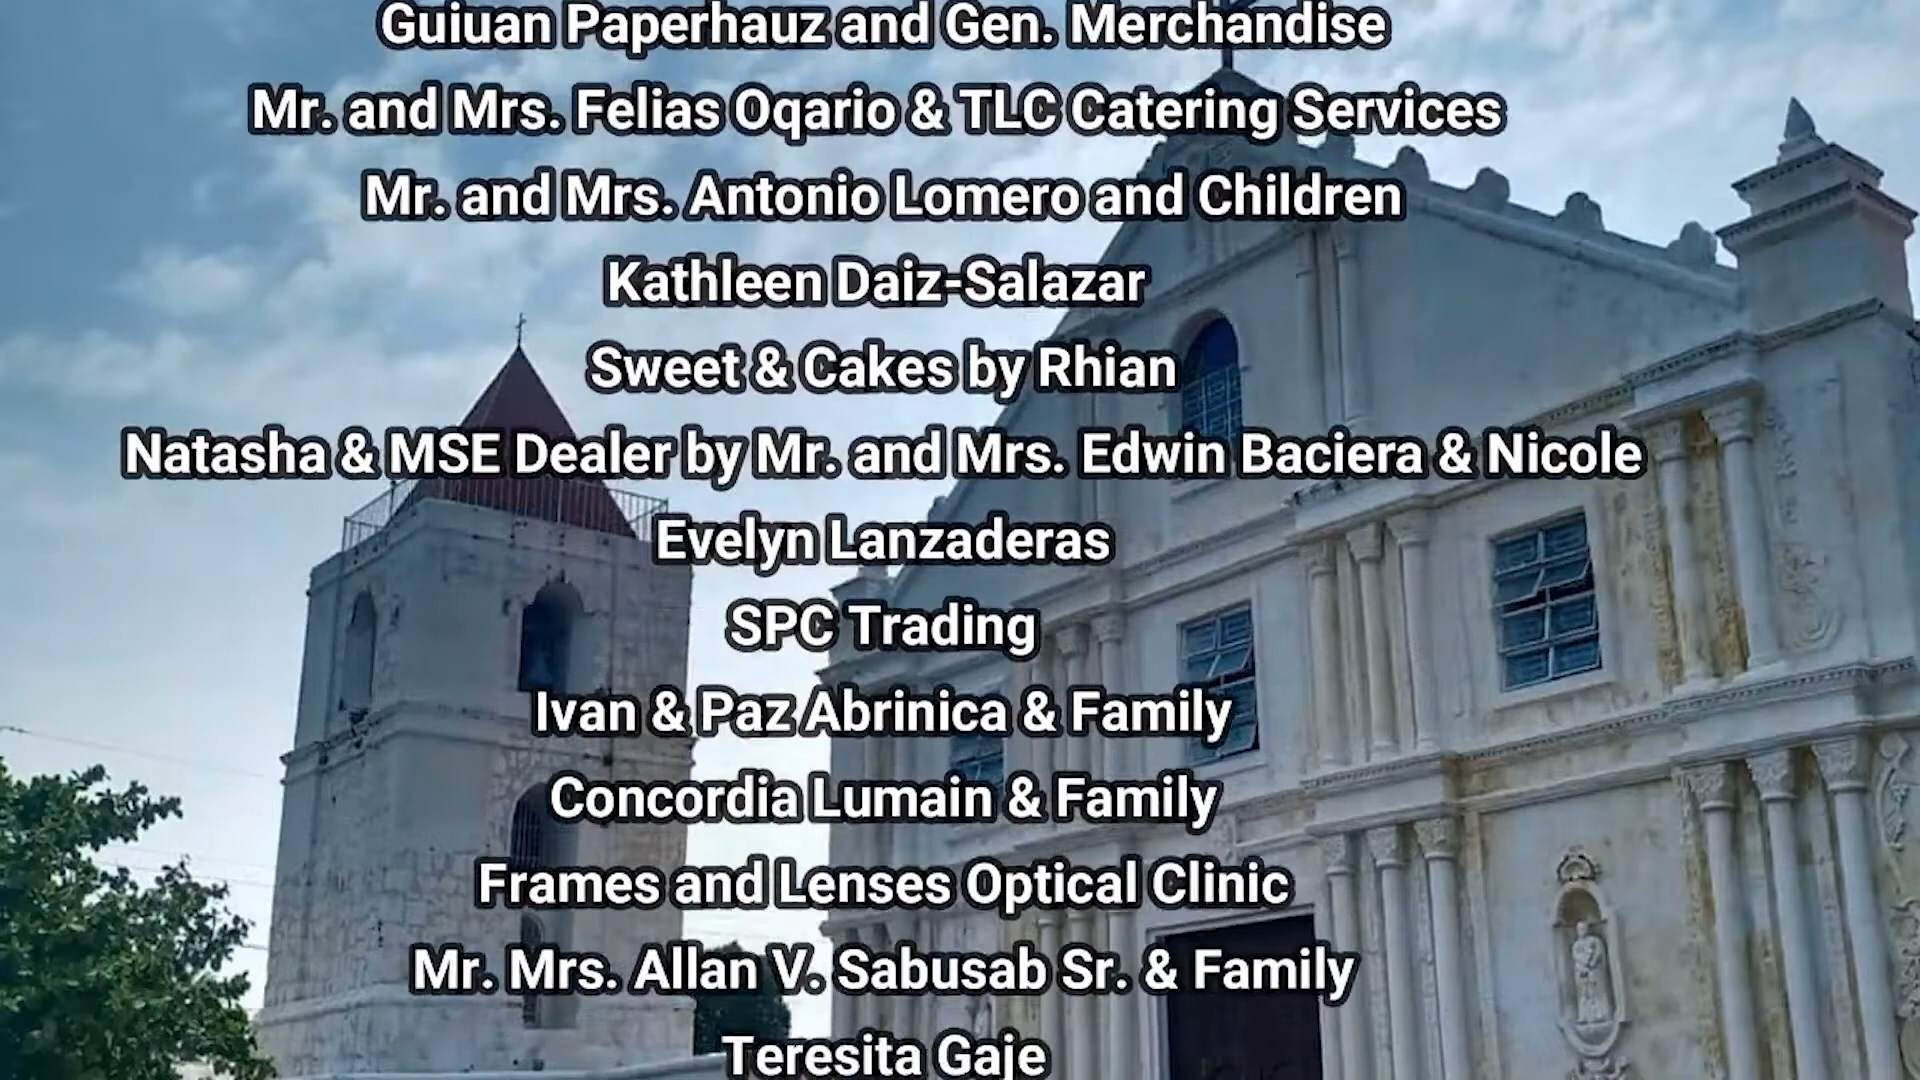 Guiuan Paperhauz and Gen. Merchandise
Mr. and Mrs. Felias Oqario & TLC Catering Services
Mr. and Mrs. Antonio Lomero and Children
Kathleen Daiz-Salazar
Sweet & Cakes by Rhian
Natasha & MSE Dealer by Mr. and Mrs. Edwin Baciera & Nicole
Evelyn Lanzaderas
SPC Trading
Ivan & Paz Abrinica & Family
Concordia Lumain & Family
Frames and Lenses Optical Clinic
Mr. Mrs. Allan V. Sabusab Sr. & Family
Teresita Gaje